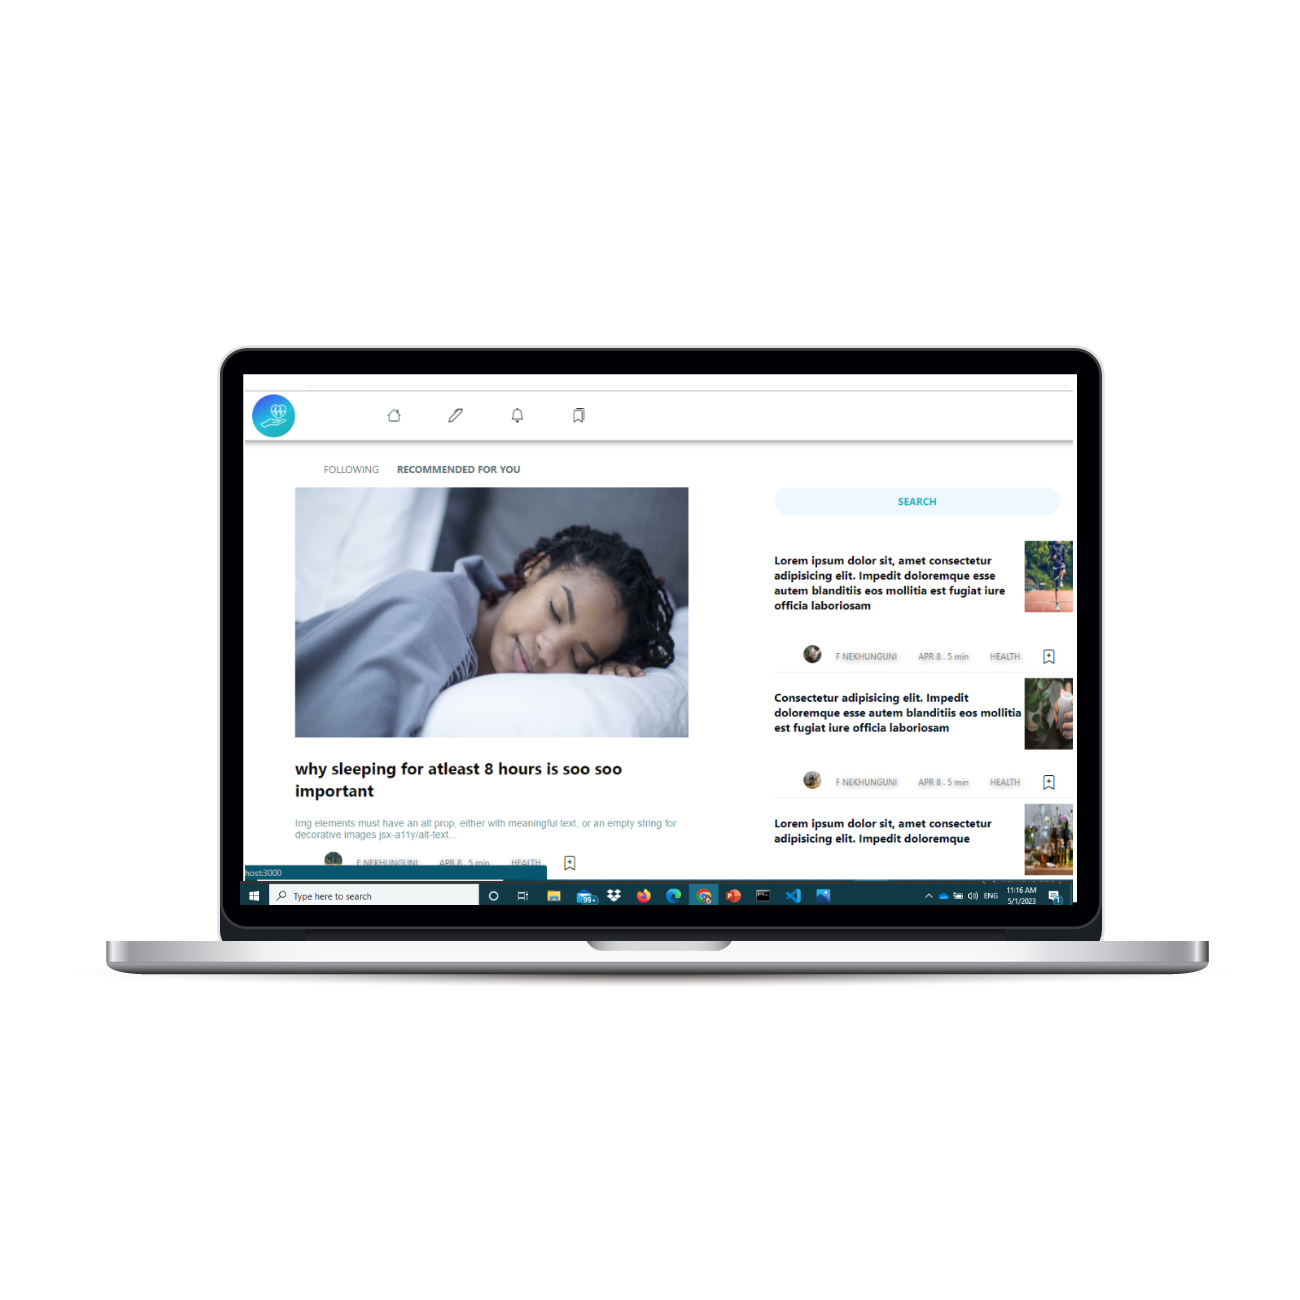 FOLLOWING RECOMMENDED FOR YOU
why sleeping for atleast 8 hours is soo soo
important
Img elements must have an alt prop, either with meaningful text, or an empty string for
decorative images jsx-a11y/alt-text...
F NEKHUNGUNI APR 8 . 5 min HEALTH
SEARCH
Lorem ipsum dolor sit, amet consectetur
adipisicing elit. Impedit doloremque esse
autem blanditiis eos mollitia est fugiat iure
officia laboriosam
F NEKHUNGUNI APR 8 . 5 min HEALTH
Consectetur adipisicing elit. Impedit
doloremque esse autem blanditiis eos mollitia
est fugiat iure officia laboriosam
F NEKHUNGUNI APR 8 . 5 min HEALTH
Lorem ipsum dolor sit, amet consectetur
adipisicing elit. Impedit doloremque
host:3000
Type here to search 99+ ENG 11:16 AM
5/1/2023